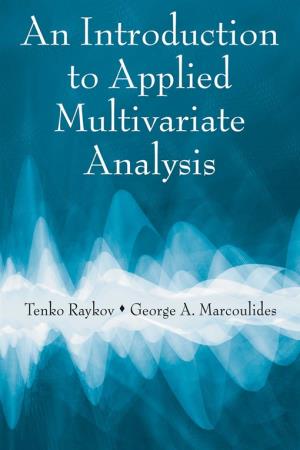 An Introduction
to Applied
Multivariate
Analysis
Tenko Raykov ♦ George A. Marcoulides